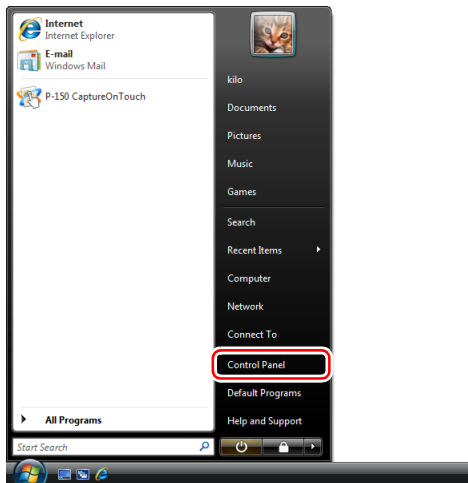 Internet
Internet Explorer
E-mail
Windows Mail
P-150 CaptureOnTouch
All Programs
Start Search
kilo
Documents
Pictures
Music
Games
Search
Recent Items
Computer
Network
Connect To
Control Panel
Default Programs
Help and Support